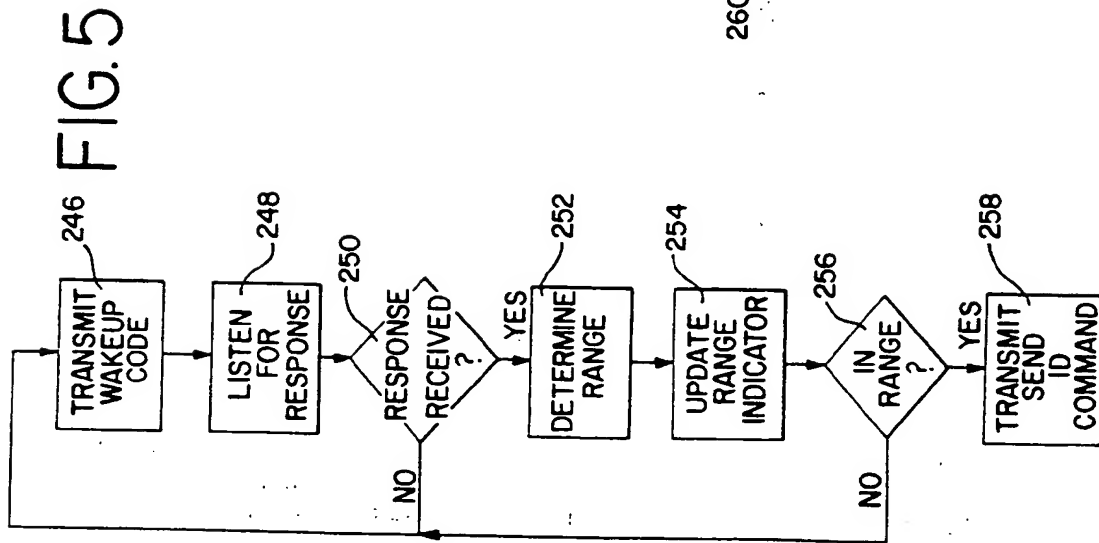 FIG. 5
246
TRANSMIT
WAKEUP
CODE
248
LISTEN
FOR
RESPONSE
250
RESPONSE
RECEIVED
?
NO
YES
252
DETERMINE
RANGE
254
UPDATE
RANGE
INDICATOR
256
IN
RANGE
?
NO
YES
258
TRANSMIT
SEND
ID
COMMAND
260